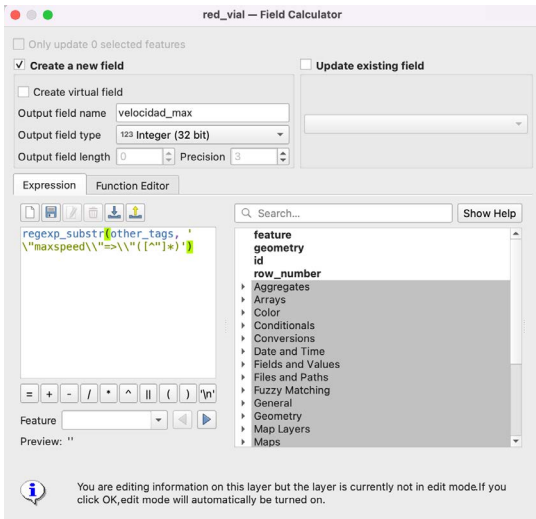 red_vial — Field Calculator
Only update 0 selected features
Create a new field
Update existing field
Create virtual field
Output field name velocidad_max
Output field type 123 Integer (32 bit)
Output field length 0 Precision 3
Expression Function Editor
Search... Show Help
regexp_substr(other_tags, '
\"maxspeed\\"=>\\"([^"]*)')
feature
geometry
id
row_number
Aggregates
Arrays
Color
Conditionals
Conversions
Date and Time
Fields and Values
Files and Paths
Fuzzy Matching
General
Geometry
Map Layers
Maps
= + - / * ^ || ( ) '\n'
Feature
Preview: ''
You are editing information on this layer but the layer is currently not in edit mode.If you
click OK,edit mode will automatically be turned on.